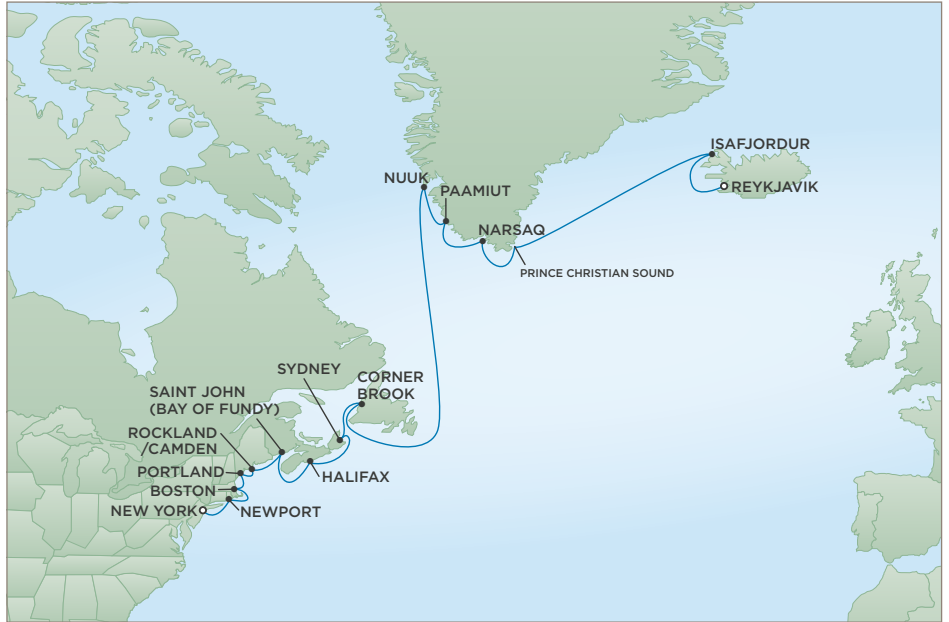 ISAFJORDUR
REYKJAVIK
NUUK
PAAMIUT
NARSAQ
PRINCE CHRISTIAN SOUND
SYDNEY
CORNER
BROOK
SAINT JOHN
(BAY OF FUNDY)
ROCKLAND
/CAMDEN
PORTLAND
HALIFAX
BOSTON
NEW YORK
NEWPORT